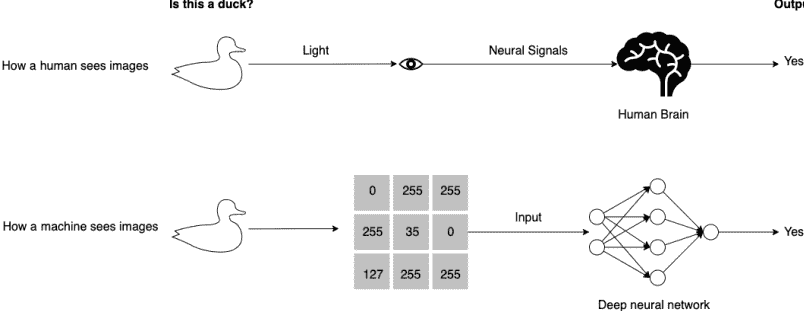 Is this a duck?
Outpu
How a human sees images
Light
Neural Signals
Yes
Human Brain
How a machine sees images
0 255 255
255 35 0
127 255 255
Input
Yes
Deep neural network